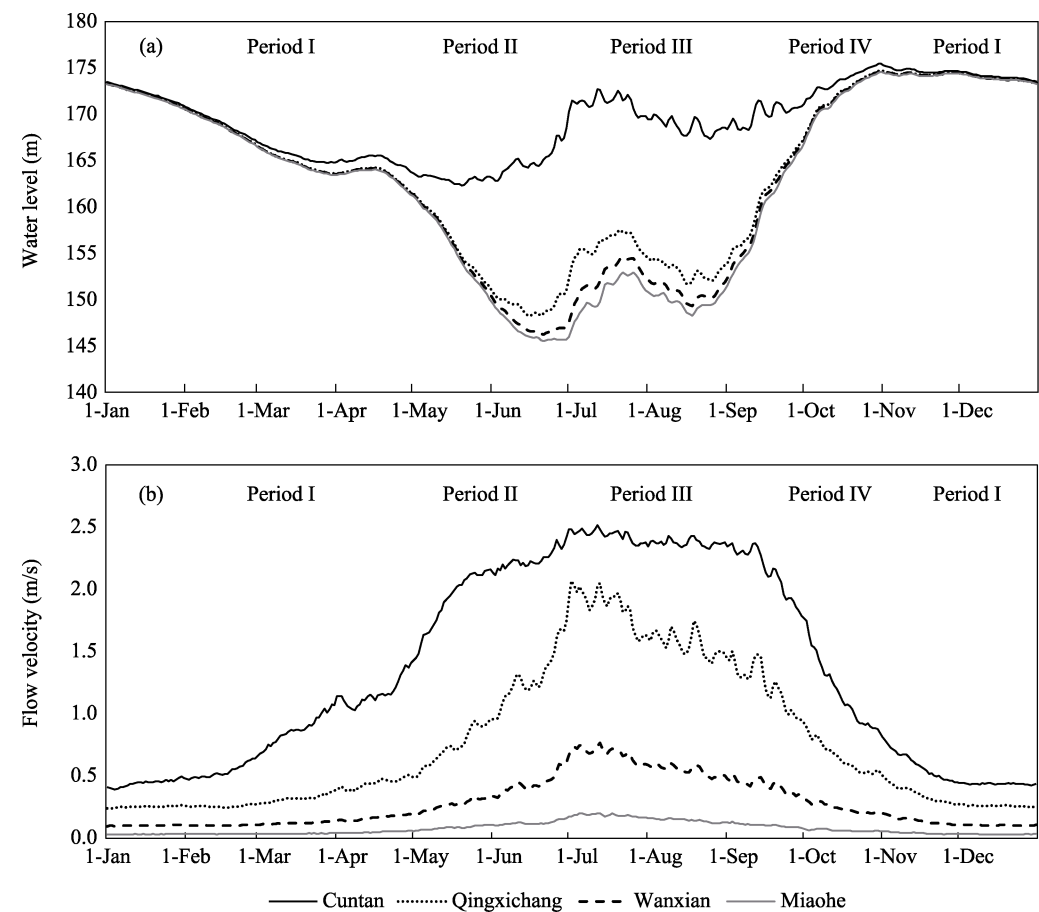 180
(a) Period I Period II Period III Period IV Period I
175
170
165
160
155
150
145
140
Water level (m)
1-Jan 1-Feb 1-Mar 1-Apr 1-May 1-Jun 1-Jul 1-Aug 1-Sep 1-Oct 1-Nov 1-Dec
3.0
(b) Period I Period II Period III Period IV Period I
2.5
2.0
1.5
1.0
0.5
0.0
Flow velocity (m/s)
1-Jan 1-Feb 1-Mar 1-Apr 1-May 1-Jun 1-Jul 1-Aug 1-Sep 1-Oct 1-Nov 1-Dec
Cuntan Qingxichang Wanxian Miaohe